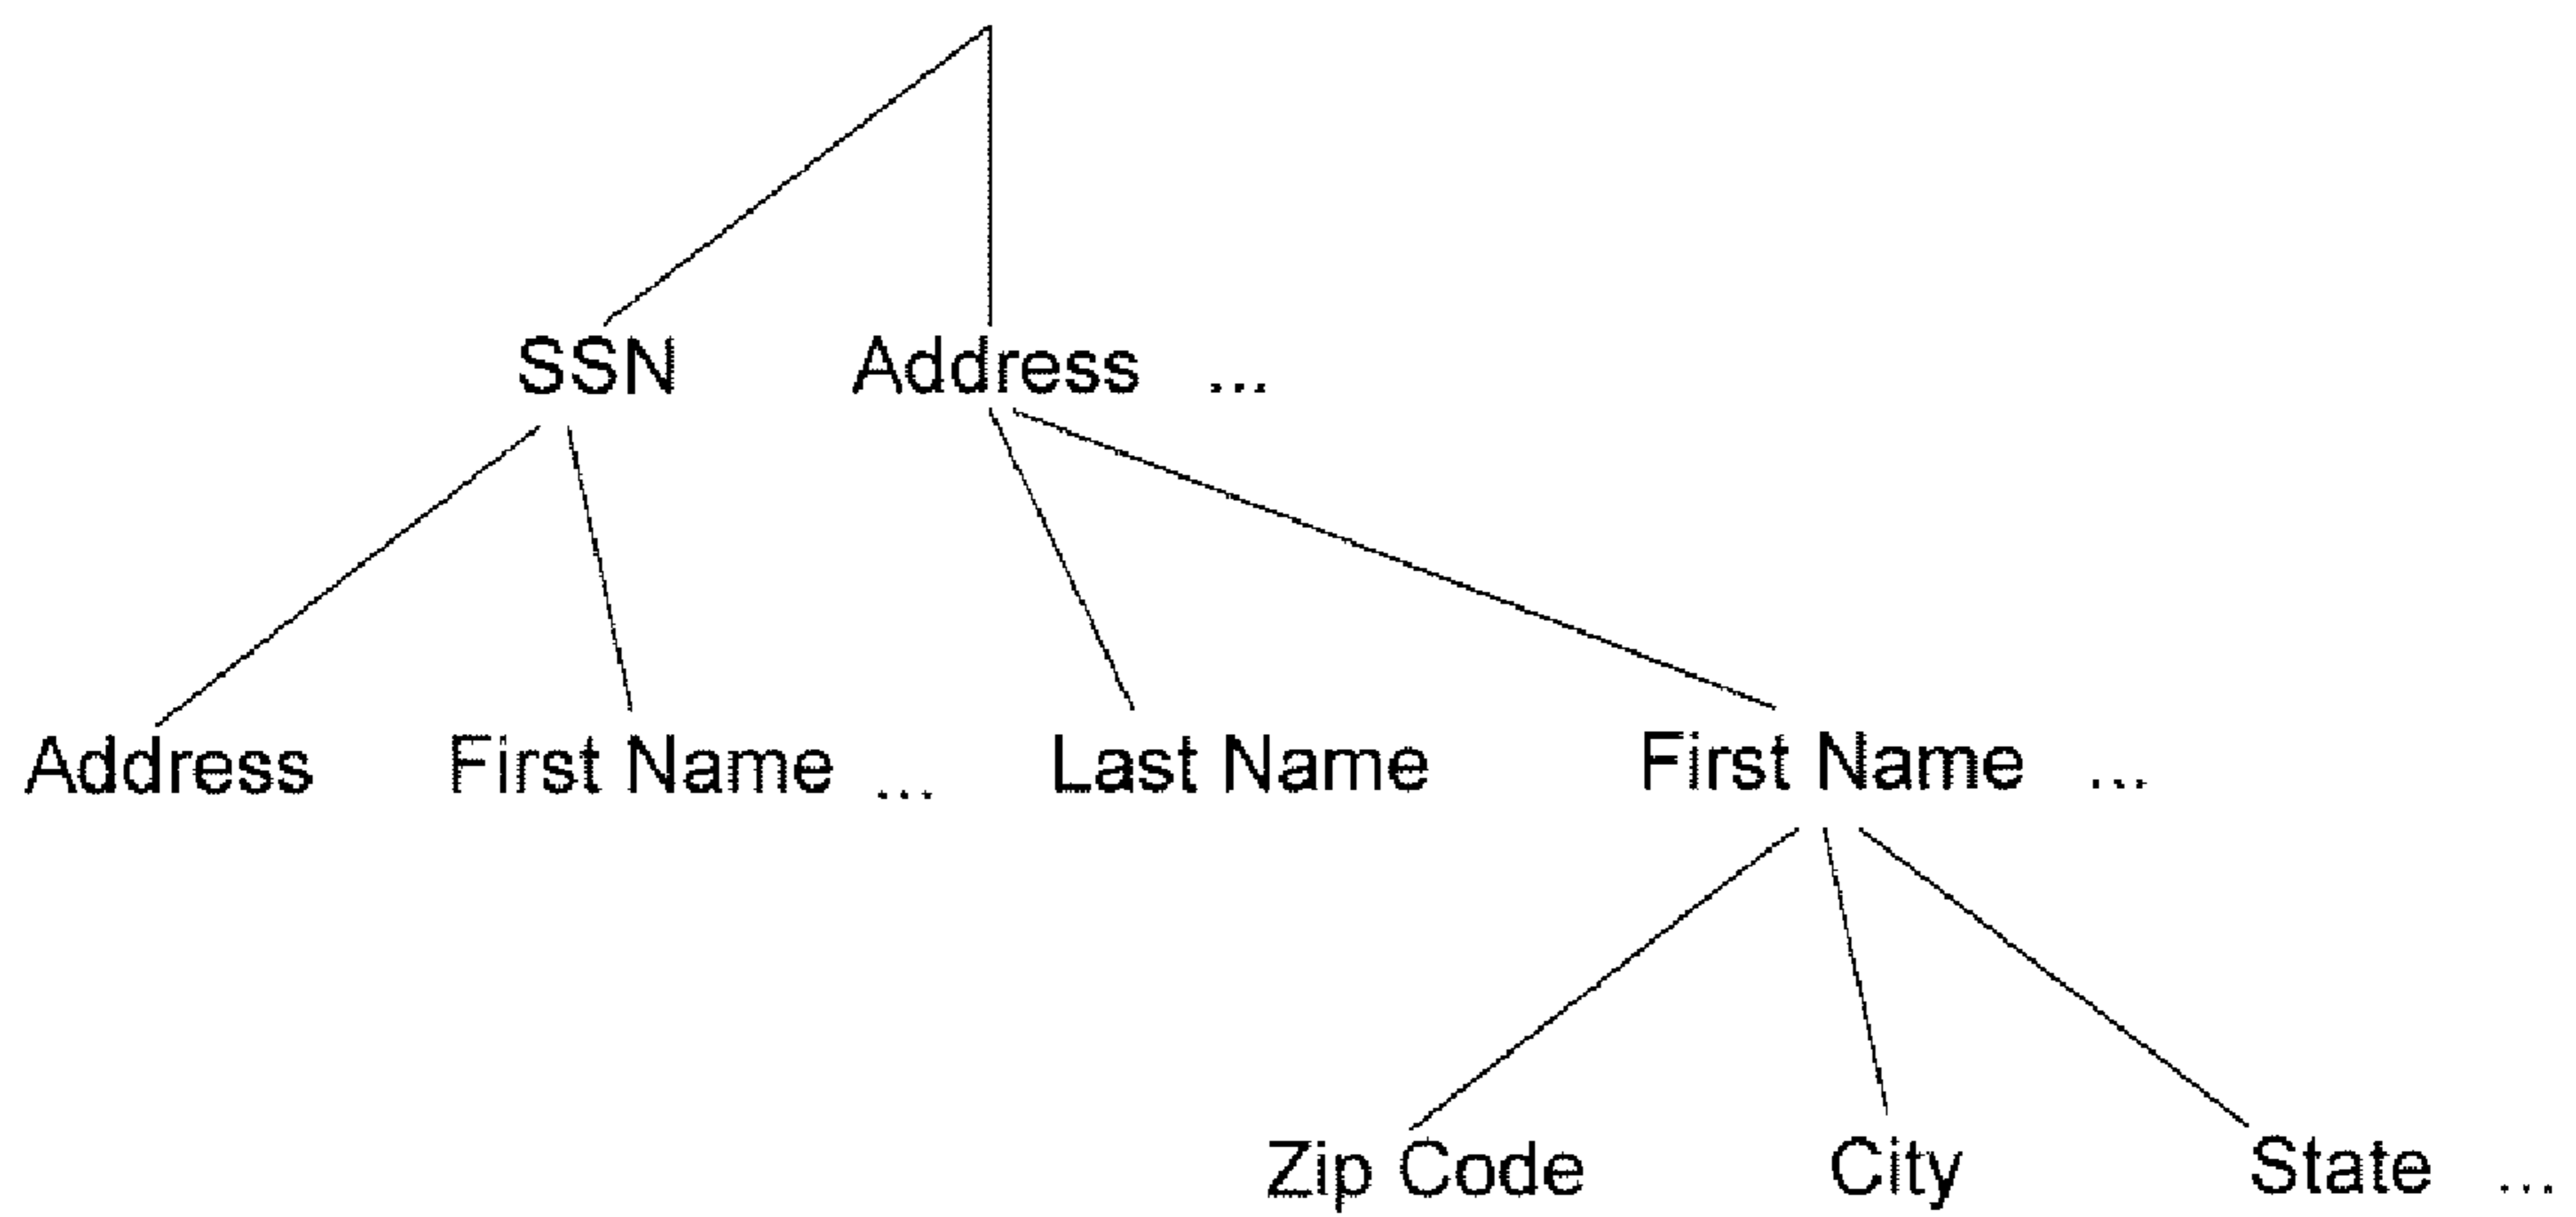 SSN Address ...
Address First Name ... Last Name First Name ...
Zip Code City State ...